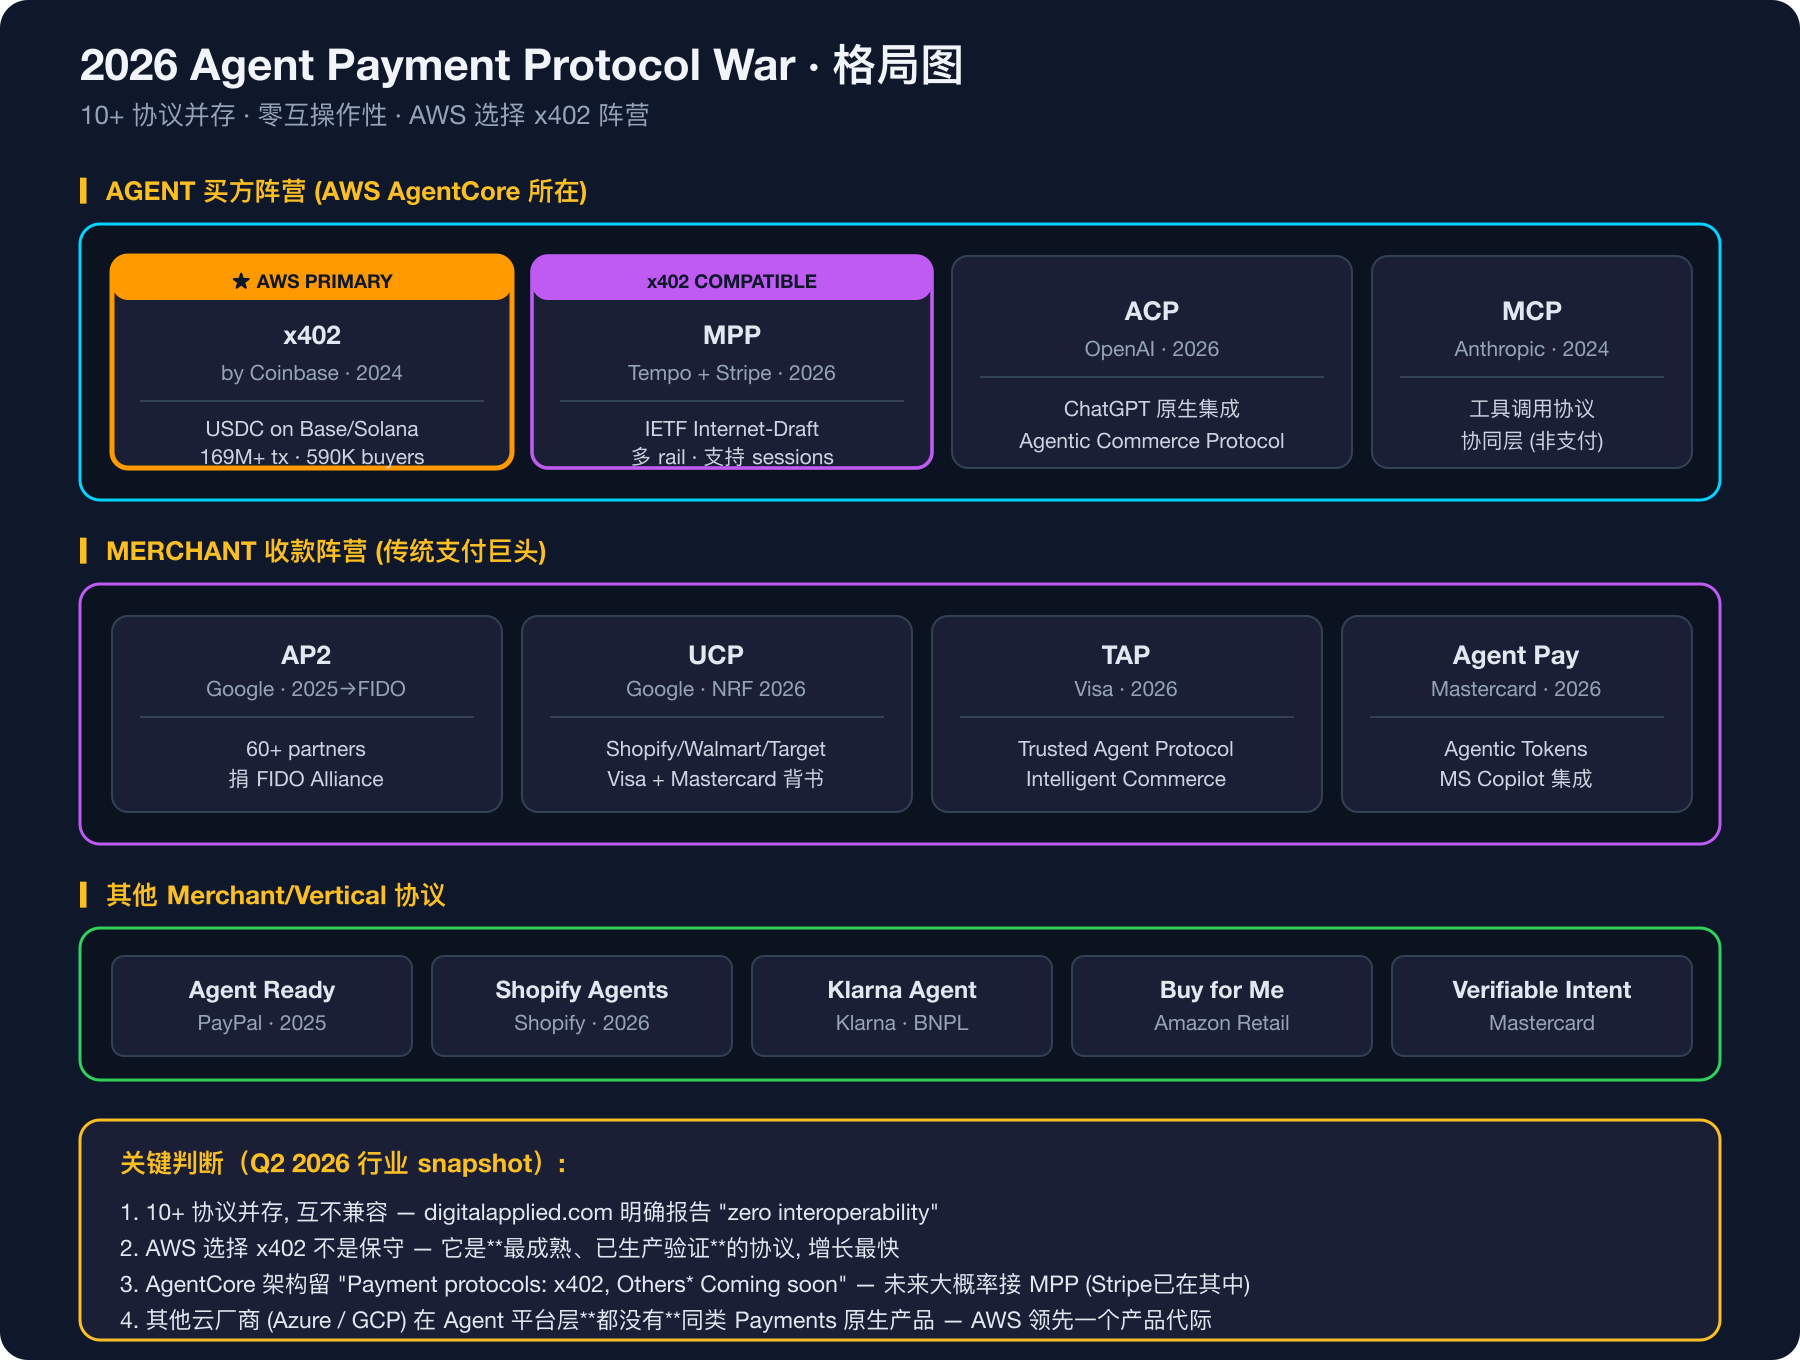 2026 Agent Payment Protocol War · 格局图
10+ 协议并存 · 零互操作性 · AWS 选择 x402 阵营
AGENT 买方阵营 (AWS AgentCore 所在)
★ AWS PRIMARY
x402
by Coinbase · 2024
USDC on Base/Solana
169M+ tx · 590K buyers
x402 COMPATIBLE
MPP
Tempo + Stripe · 2026
IETF Internet-Draft
多 rail · 支持 sessions
ACP
OpenAI · 2026
ChatGPT 原生集成
Agentic Commerce Protocol
MCP
Anthropic · 2024
工具调用协议
协同层 (非支付)
MERCHANT 收款阵营 (传统支付巨头)
AP2
Google · 2025→FIDO
60+ partners
捐 FIDO Alliance
UCP
Google · NRF 2026
Shopify/Walmart/Target
Visa + Mastercard 背书
TAP
Visa · 2026
Trusted Agent Protocol
Intelligent Commerce
Agent Pay
Mastercard · 2026
Agentic Tokens
MS Copilot 集成
其他 Merchant/Vertical 协议
Agent Ready
PayPal · 2025
Shopify Agents
Shopify · 2026
Klarna Agent
Klarna · BNPL
Buy for Me
Amazon Retail
Verifiable Intent
Mastercard
关键判断（Q2 2026 行业 snapshot）：
1. 10+ 协议并存, 互不兼容 — digitalapplied.com 明确报告 "zero interoperability"
2. AWS 选择 x402 不是保守 — 它是**最成熟、已生产验证**的协议, 增长最快
3. AgentCore 架构留 "Payment protocols: x402, Others* Coming soon" — 未来大概率接 MPP (Stripe已在其中)
4. 其他云厂商 (Azure / GCP) 在 Agent 平台层**都没有**同类 Payments 原生产品 — AWS 领先一个产品代际